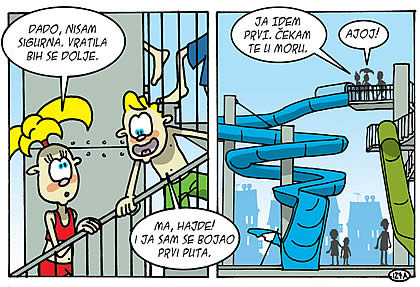 DADO, NISAM
SIGURNA. VRATILA
BIH SE DOLJE.
MA, HAJDE!
I JA SAM SE BOJAO
PRVI PUTA.
JA IDEM
PRVI. ČEKAM
TE U MORU.
AJOJ!
124A